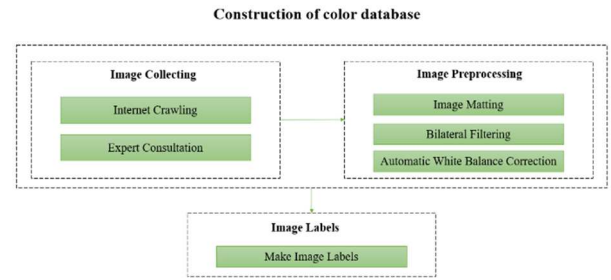 Construction of color database
Image Collecting
Internet Crawling
Expert Consultation
Image Preprocessing
Image Matting
Bilateral Filtering
Automatic White Balance Correction
Image Labels
Make Image Labels